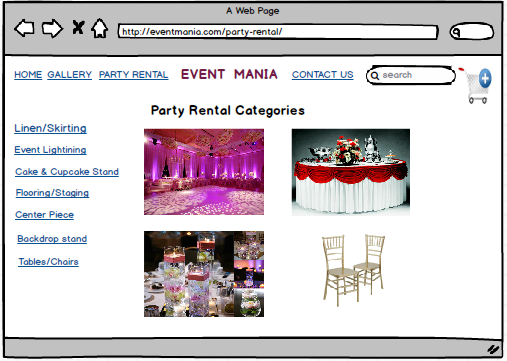 A Web Page
http://eventmania.com/party-rental/
HOME GALLERY PARTY RENTAL EVENT MANIA CONTACT US search
Party Rental Categories
Linen/Skirting
Event Lightining
Cake & Cupcake Stand
Flooring/Staging
Center Piece
Backdrop stand
Tables/Chairs